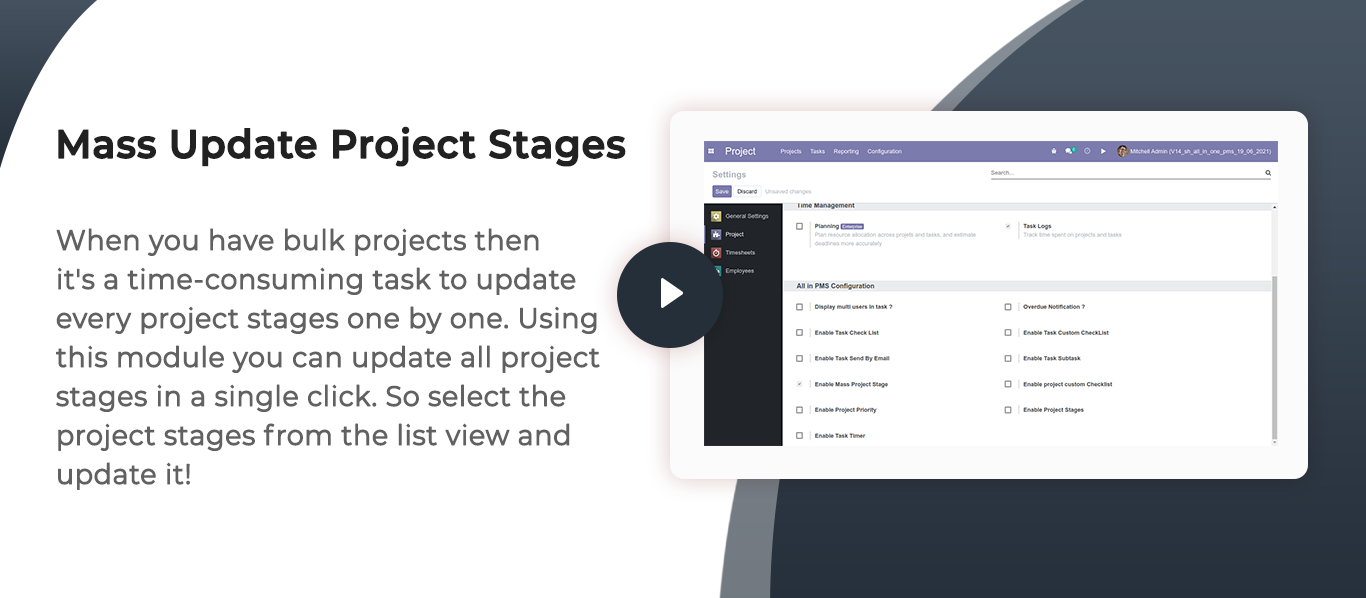 Mass Update Project Stages
When you have bulk projects then
it's a time-consuming task to update
every project stages one by one. Using
this module you can update all project
stages in a single click. So select the
project stages from the list view and
update it!
Project Projects Tasks Reporting Configuration Mitchell Admin (V14_sh_all_in_one_pms_19_06_2021)
Settings Search...
Save Discard Unsaved changes
General Settings
Project
Timesheets
Employees
Time Management
Planning Enterprise Task Logs
Plan resource allocation across projets and tasks, and estimate Track time spent on projects and tasks
deadlines more accurately
All in PMS Configuration
Display multi users in task ? Overdue Notification ?
Enable Task Check List Enable Task Custom CheckList
Enable Task Send By Email Enable Task Subtask
Enable Mass Project Stage Enable project custom Checklist
Enable Project Priority Enable Project Stages
Enable Task Timer